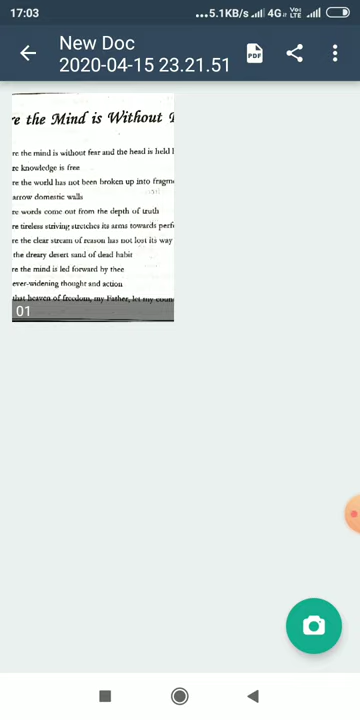 17:03
...5.1KB/s 4G Vo LTE
New Doc
2020-04-15 23.21.51
PDF
re the Mind is Without
re the mind is without fear and the head is held
re knowledge is free
re the world has not been broken up into fragm
arrow domestic walls
re words come out from the depth of truth
re tireless striving stretches its arms towards perf
re the clear stream of reason has not lost its way
the dreary desert sand of dead habit
re the mind is led forward by thee
ever-widening thought and action
that heaven of freedom, my Father, let my coun
01